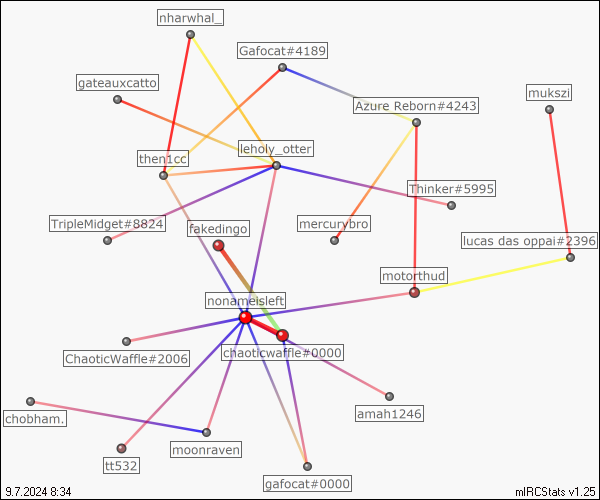 nharwhal_
Gafocat#4189
gateauxcatto
mukszi
Azure Reborn#4243
then1cc
leholy_otter
Thinker#5995
TripleMidget#8824
fakedingo
mercurybro
lucas das oppai#2396
motorthud
nonameisleft
ChaoticWaffle#2006
chaoticwaffle#0000
chobham.
amah1246
moonraven
tt532
gafocat#0000
9.7.2024 8:34
mIRCStats v1.25